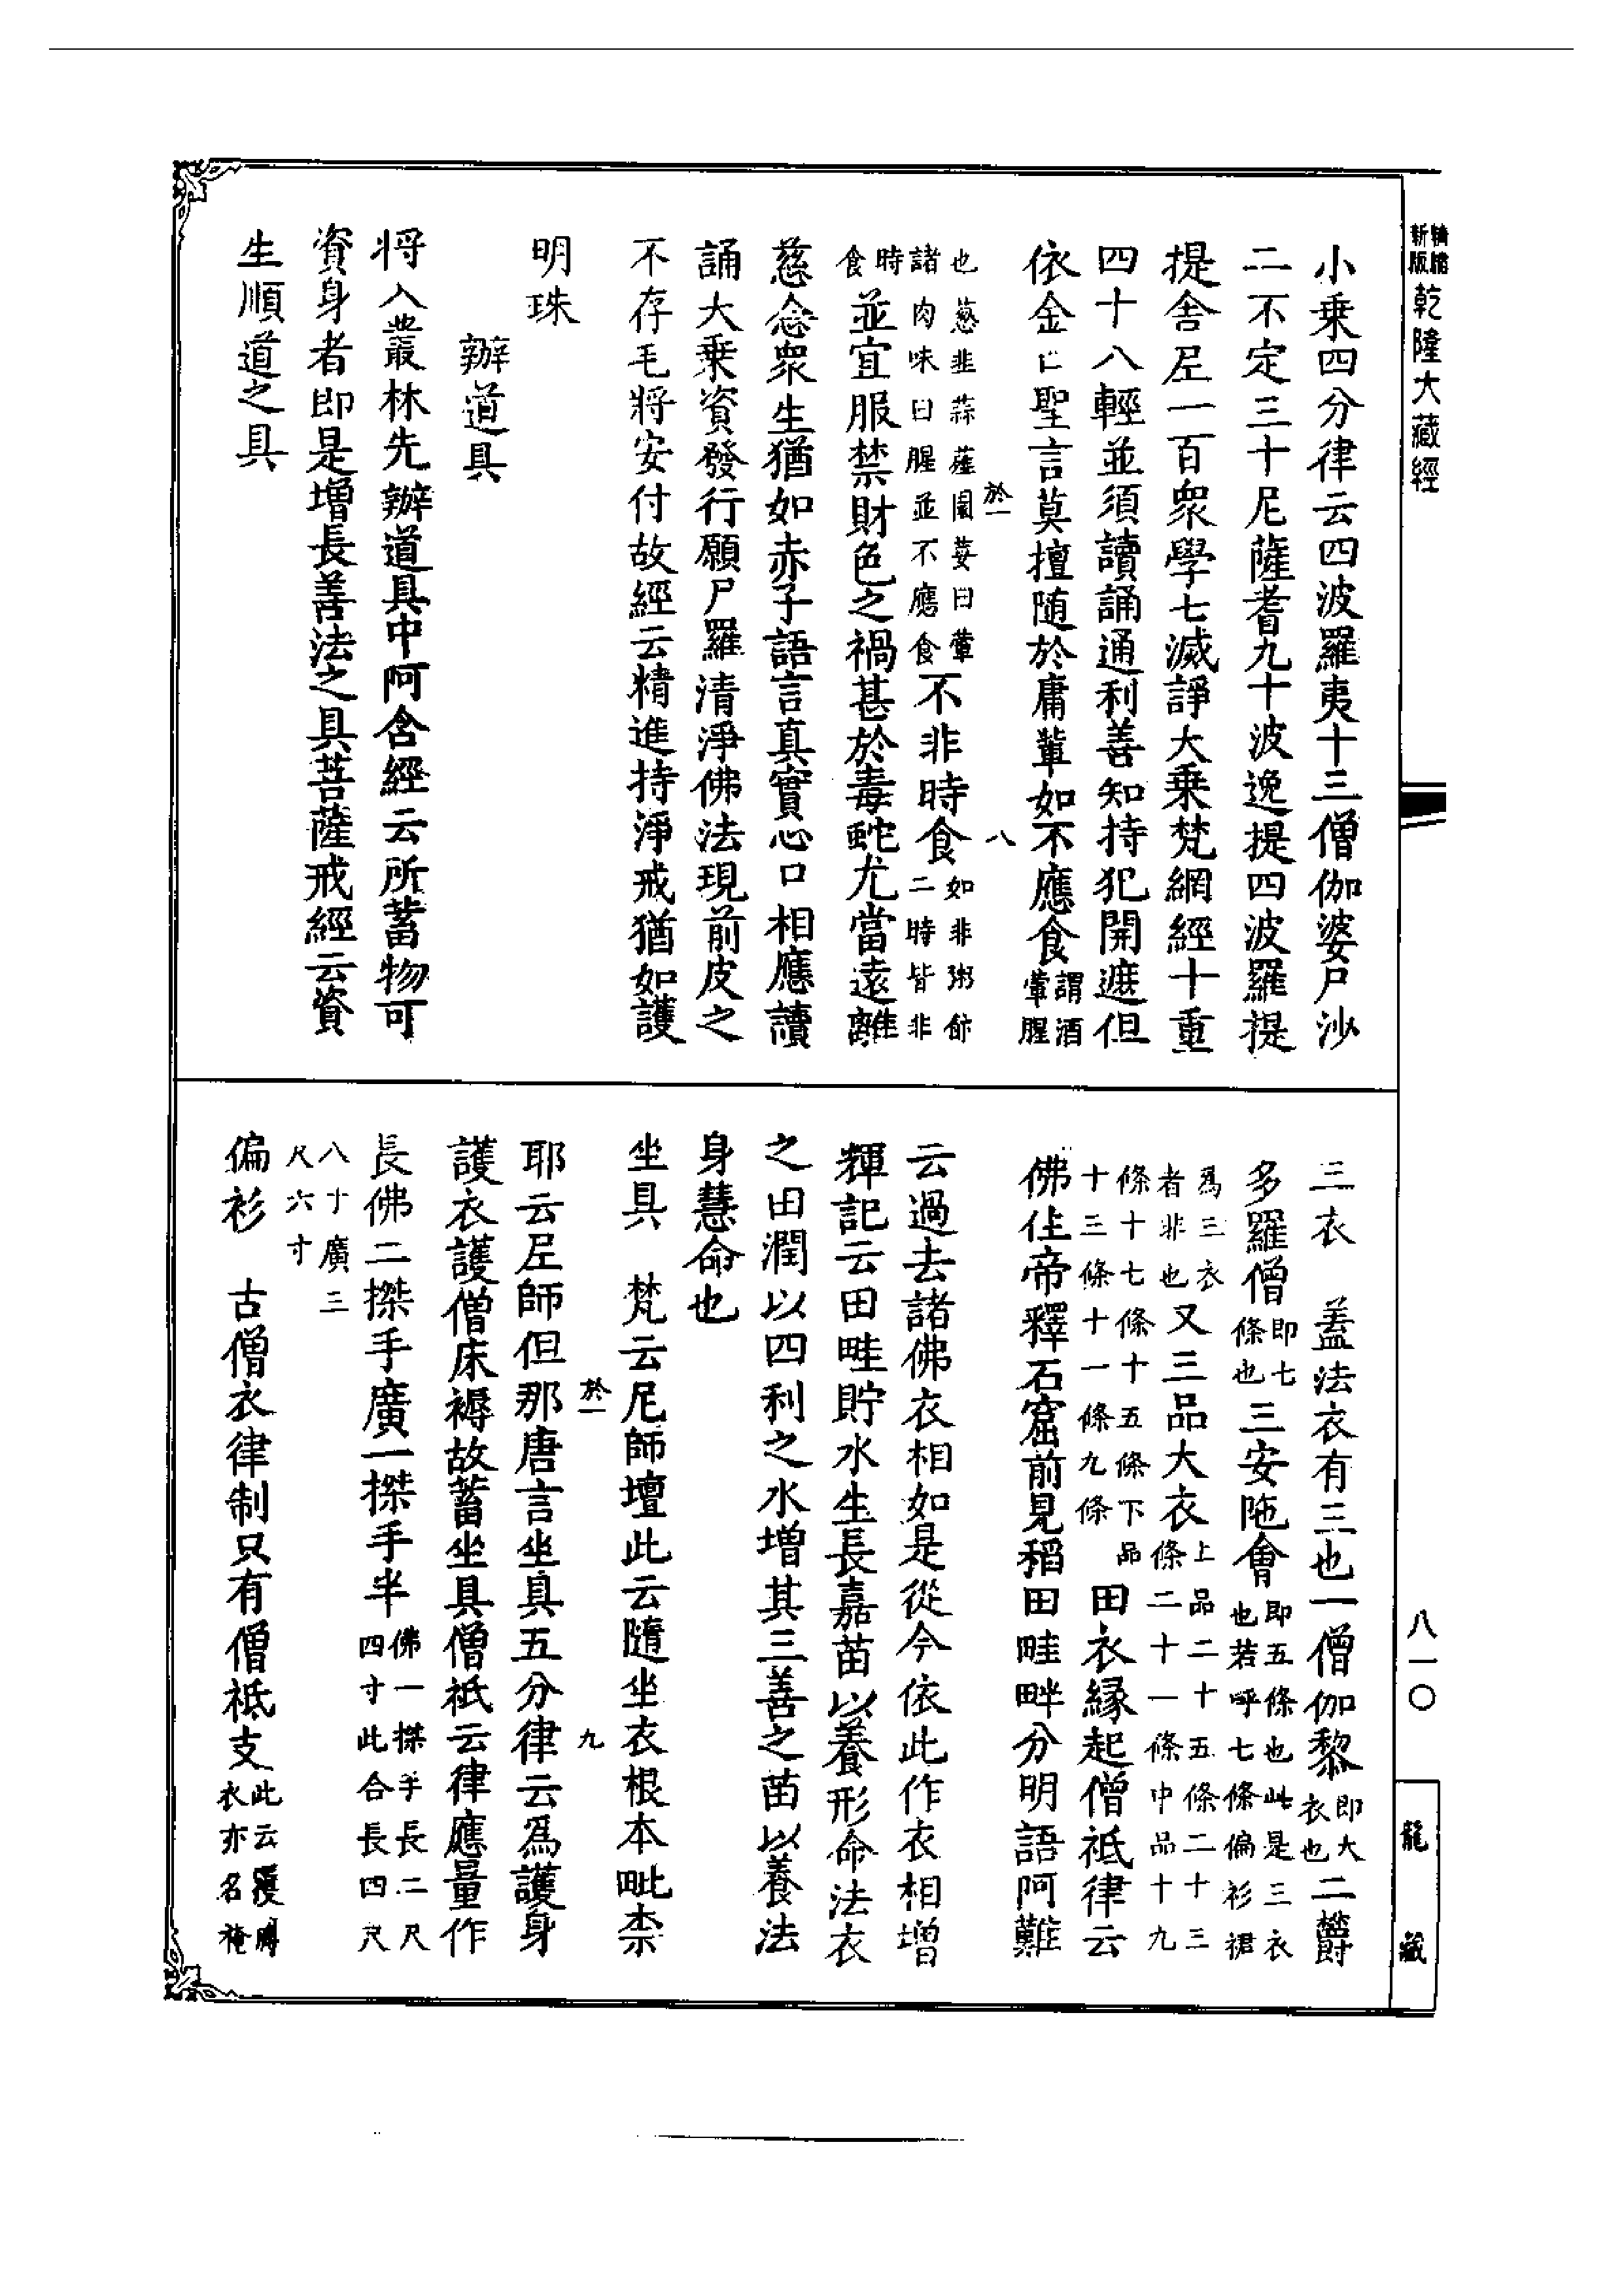 精縮新版
乾隆大藏經
小乘四分律云四波羅夷十三僧伽婆尸沙
二不定三十尼薩耆九十波逸提四波羅提
提舍尼一百衆學七滅諍大乘梵網經十重
四十八輕並須讀誦通利善知持犯開遮但
依金口聖言莫擅随於庸輩如不應食謂酒葷腥
於一 八
也葱韭蒜薤園荽曰葷諸肉味曰腥並不應食不非時食如非粥飯二時皆非
時食並宜服禁財色之禍甚於毒蛇尤當遠離
慈念衆生猶如赤子語言真實心口相應讀
誦大乘資發行願尸羅清淨佛法現前皮之
不存毛將安付故經云精進持淨戒猶如護
明珠
辦道具
將入叢林先辦道具中阿含經云所蓄物可
資身者即是增長善法之具菩薩戒經云資
生順道之具
三衣 蓋法衣有三也一僧伽黎即大衣也二欝
多羅僧即七條也三安陁會即五條也此是三衣也若呼七條偏衫裙
爲三衣者非也又三品大衣上品二十五條二十三條二十一條中品十九
條十七條十五條下品十三條十一條九條田衣緣起僧祇律云
佛住帝釋石窟前見稻田畦畔分明語阿難
云過去諸佛衣相如是從今依此作衣相增
輝記云田畦貯水生長嘉苗以養形命法衣
之田潤以四利之水增其三善之苗以養法
身慧命也
坐具 梵云尼師壇此云隨坐衣根本毗柰
於一 九
耶云尼師但那唐言坐具五分律云爲護身
護衣護僧床褥故蓄坐具僧祇云律應量作
長佛二搩手廣一搩手半佛一搩手長二尺四寸此合長四尺
八寸廣三尺六寸
偏衫 古僧衣律制只有僧祇支此云覆膊衣亦名掩
八一〇
龍藏